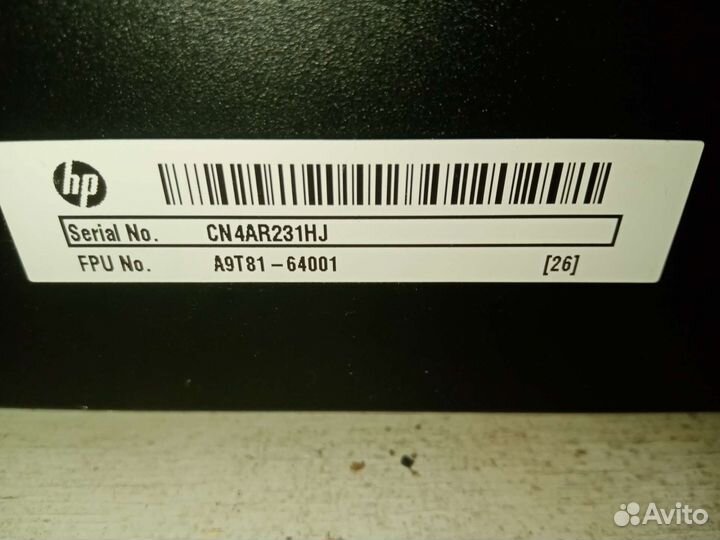 hp
Serial No. CN4AR231HJ
FPU No. A9T81-64001 [26]
Avito